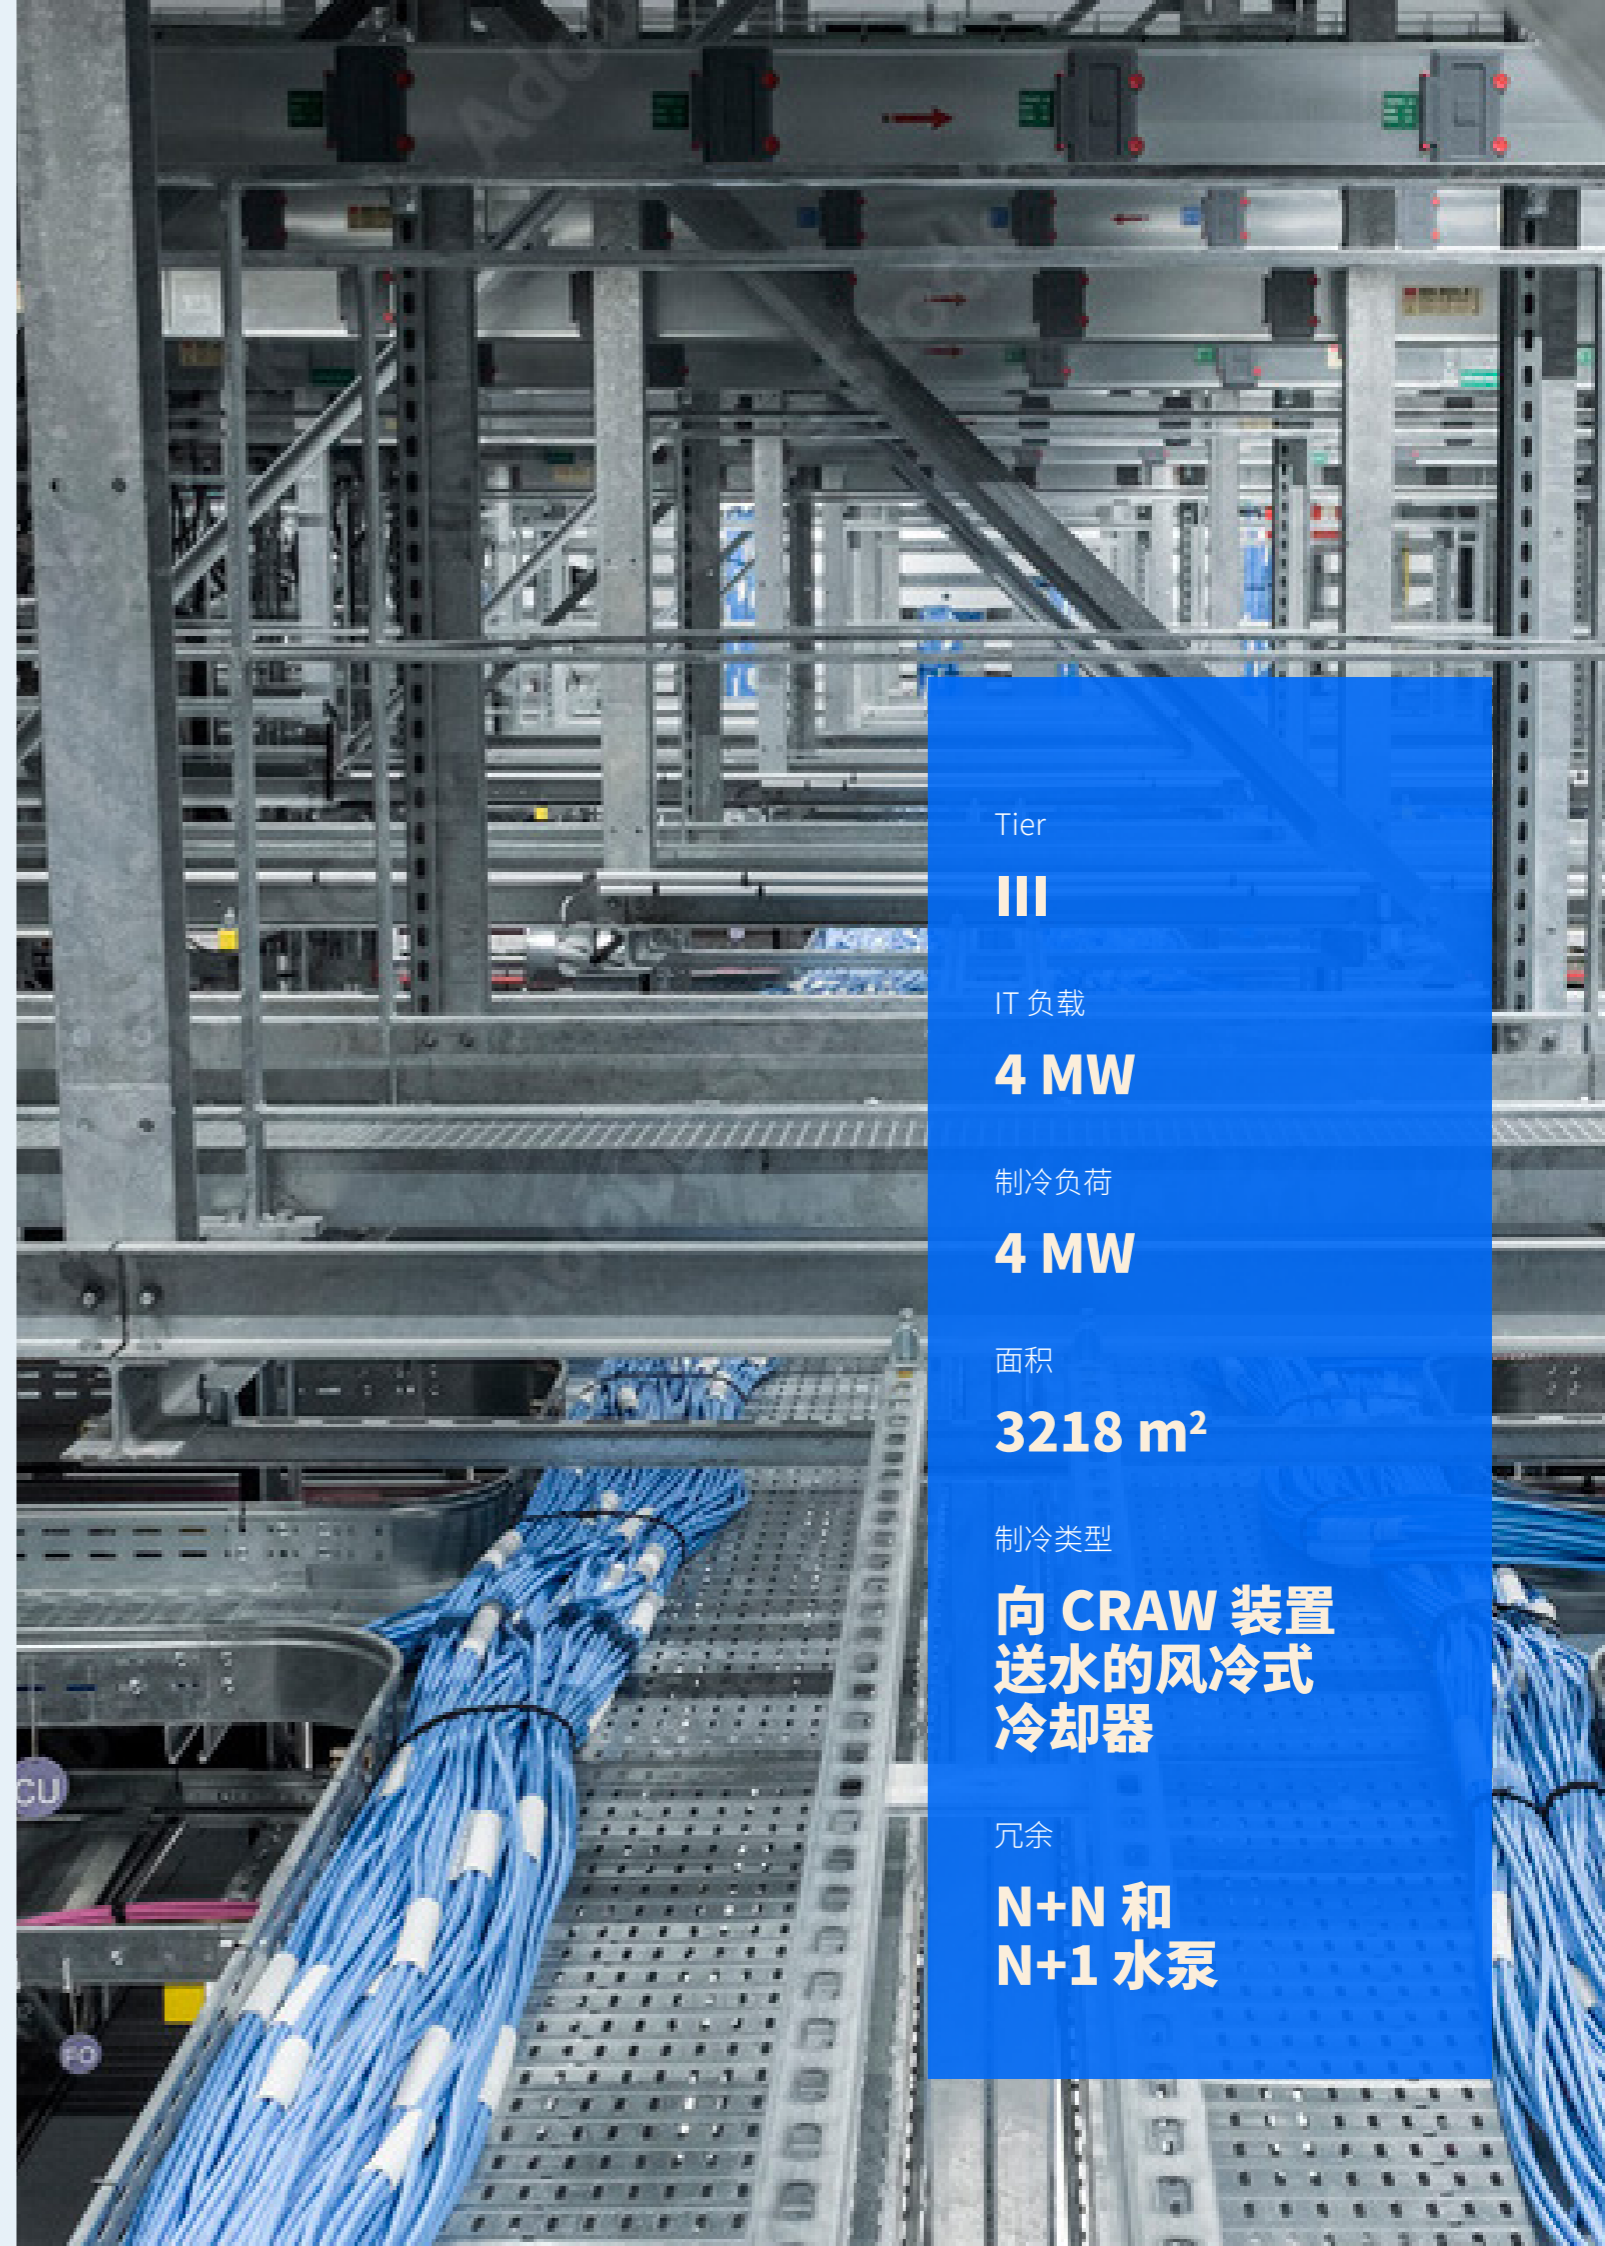 Tier
III
IT 负载
4 MW
制冷负荷
4 MW
面积
3218 m²
制冷类型
向 CRAW 装置
送水的风冷式
冷却器
冗余
N+N 和
N+1 水泵
CU
FO